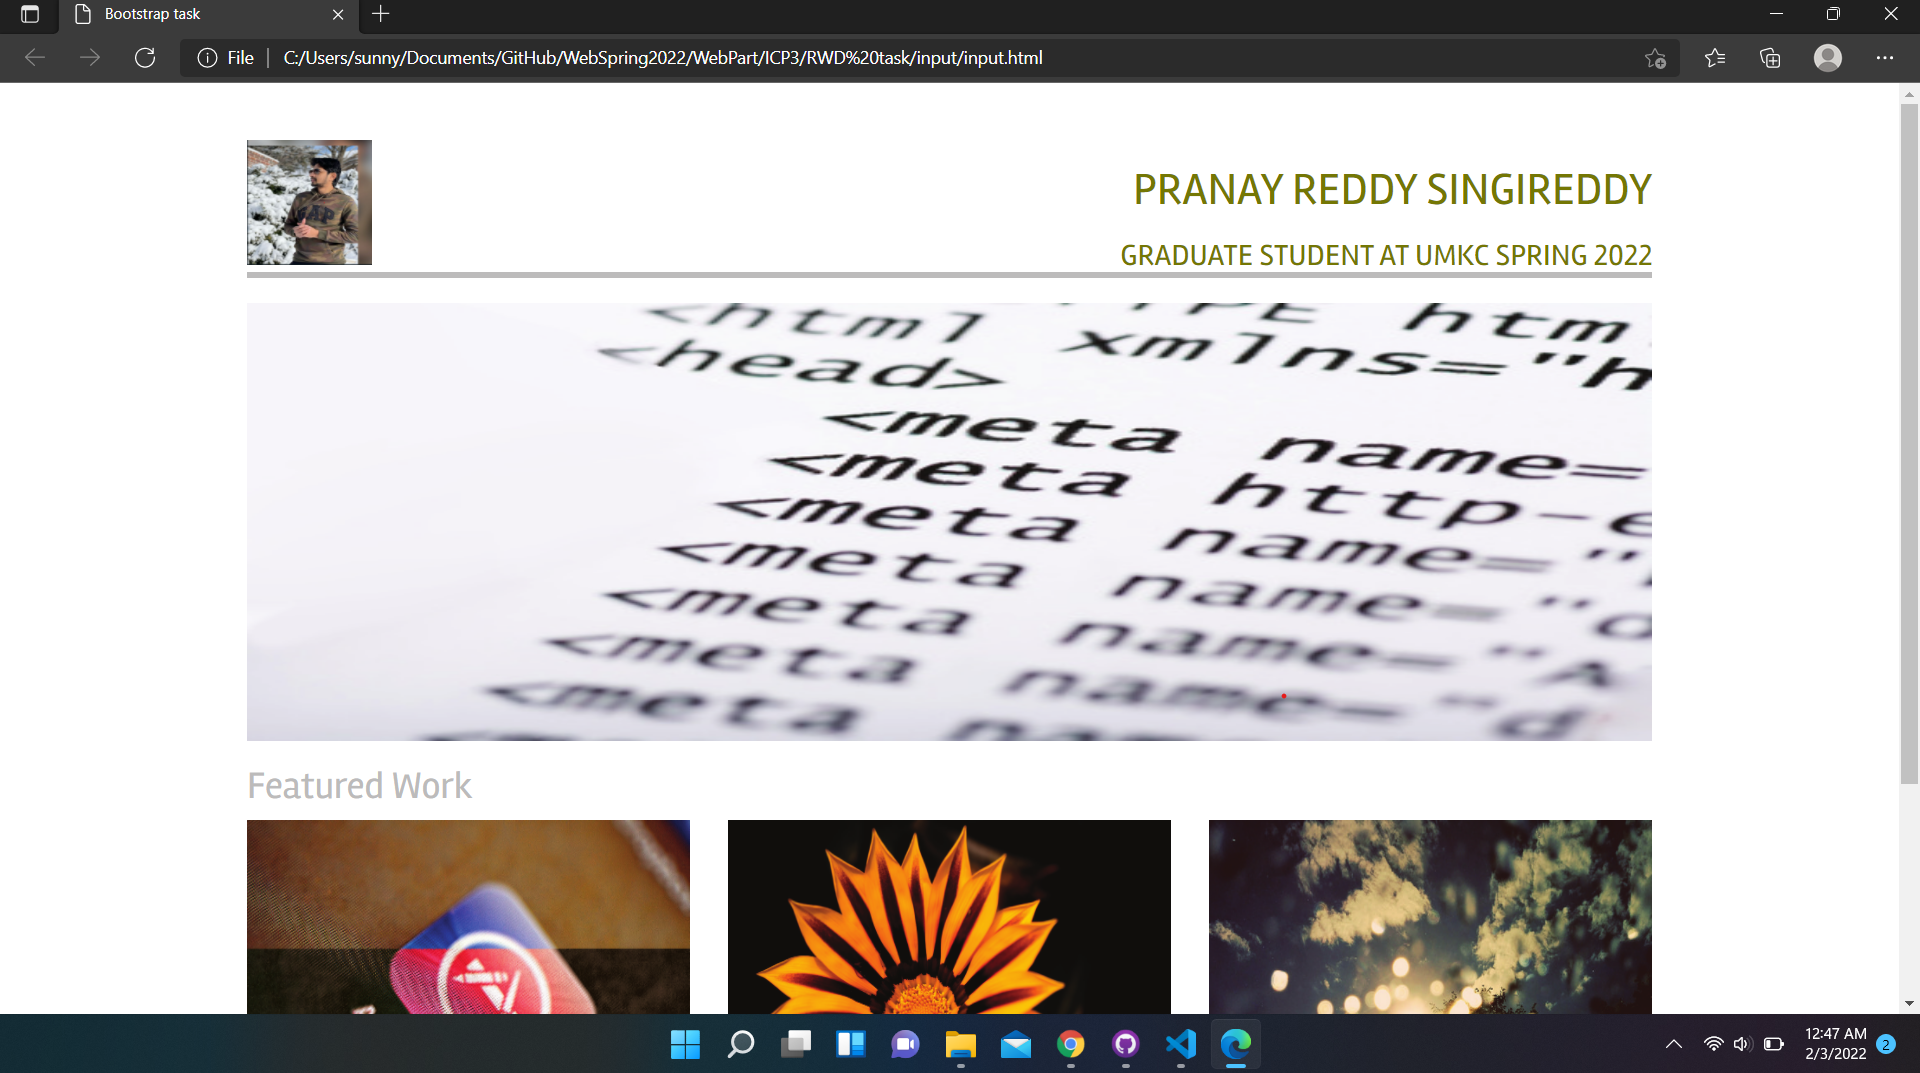 Bootstrap task
File
C:/Users/sunny/Documents/GitHub/WebSpring2022/WebPart/ICP3/RWD%20task/input/input.html
PRANAY REDDY SINGIREDDY
GRADUATE STUDENT AT UMKC SPRING 2022
<html
htm
<head>
xmlns="h
<meta name=
<meta http-e
<meta name="
<meta name="d
<meta name="A
<meta name="d
<meta
Featured Work
12:47 AM
2/3/2022
2